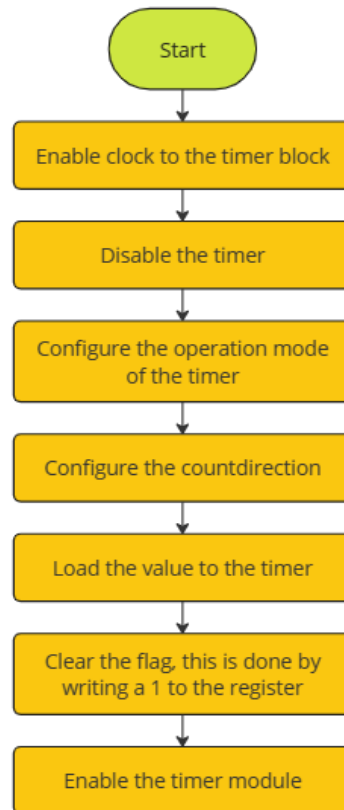 Start
Enable clock to the timer block
Disable the timer
Configure the operation mode
of the timer
Configure the countdirection
Load the value to the timer
Clear the flag, this is done by
writing a 1 to the register
Enable the timer module